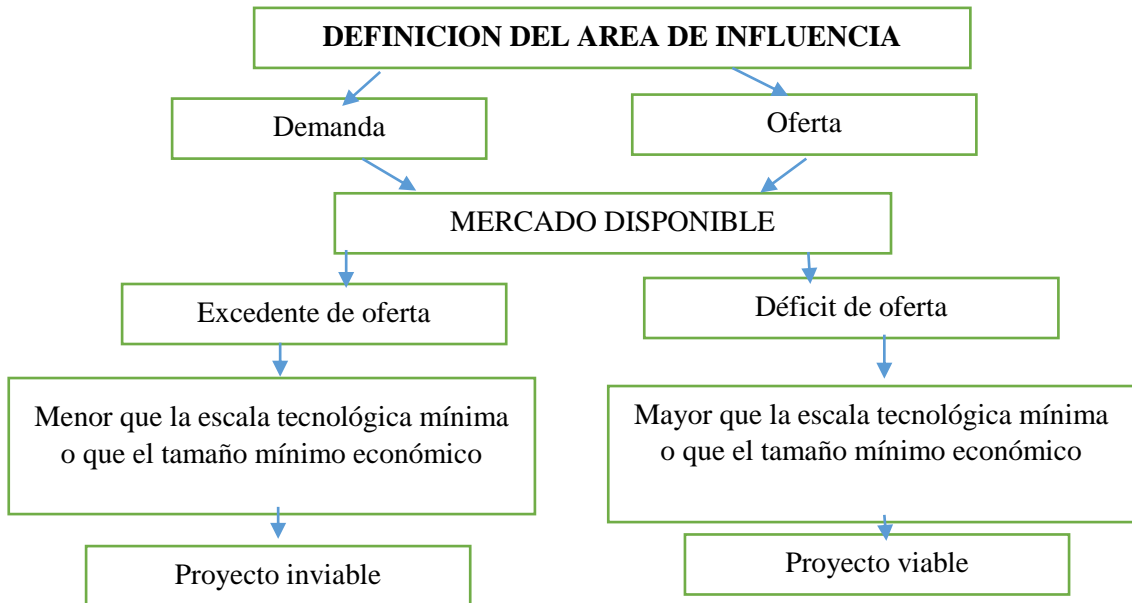 DEFINICION DEL AREA DE INFLUENCIA
Demanda
Oferta
MERCADO DISPONIBLE
Excedente de oferta
Déficit de oferta
Menor que la escala tecnológica mínima
o que el tamaño mínimo económico
Mayor que la escala tecnológica mínima
o que el tamaño mínimo económico
Proyecto inviable
Proyecto viable